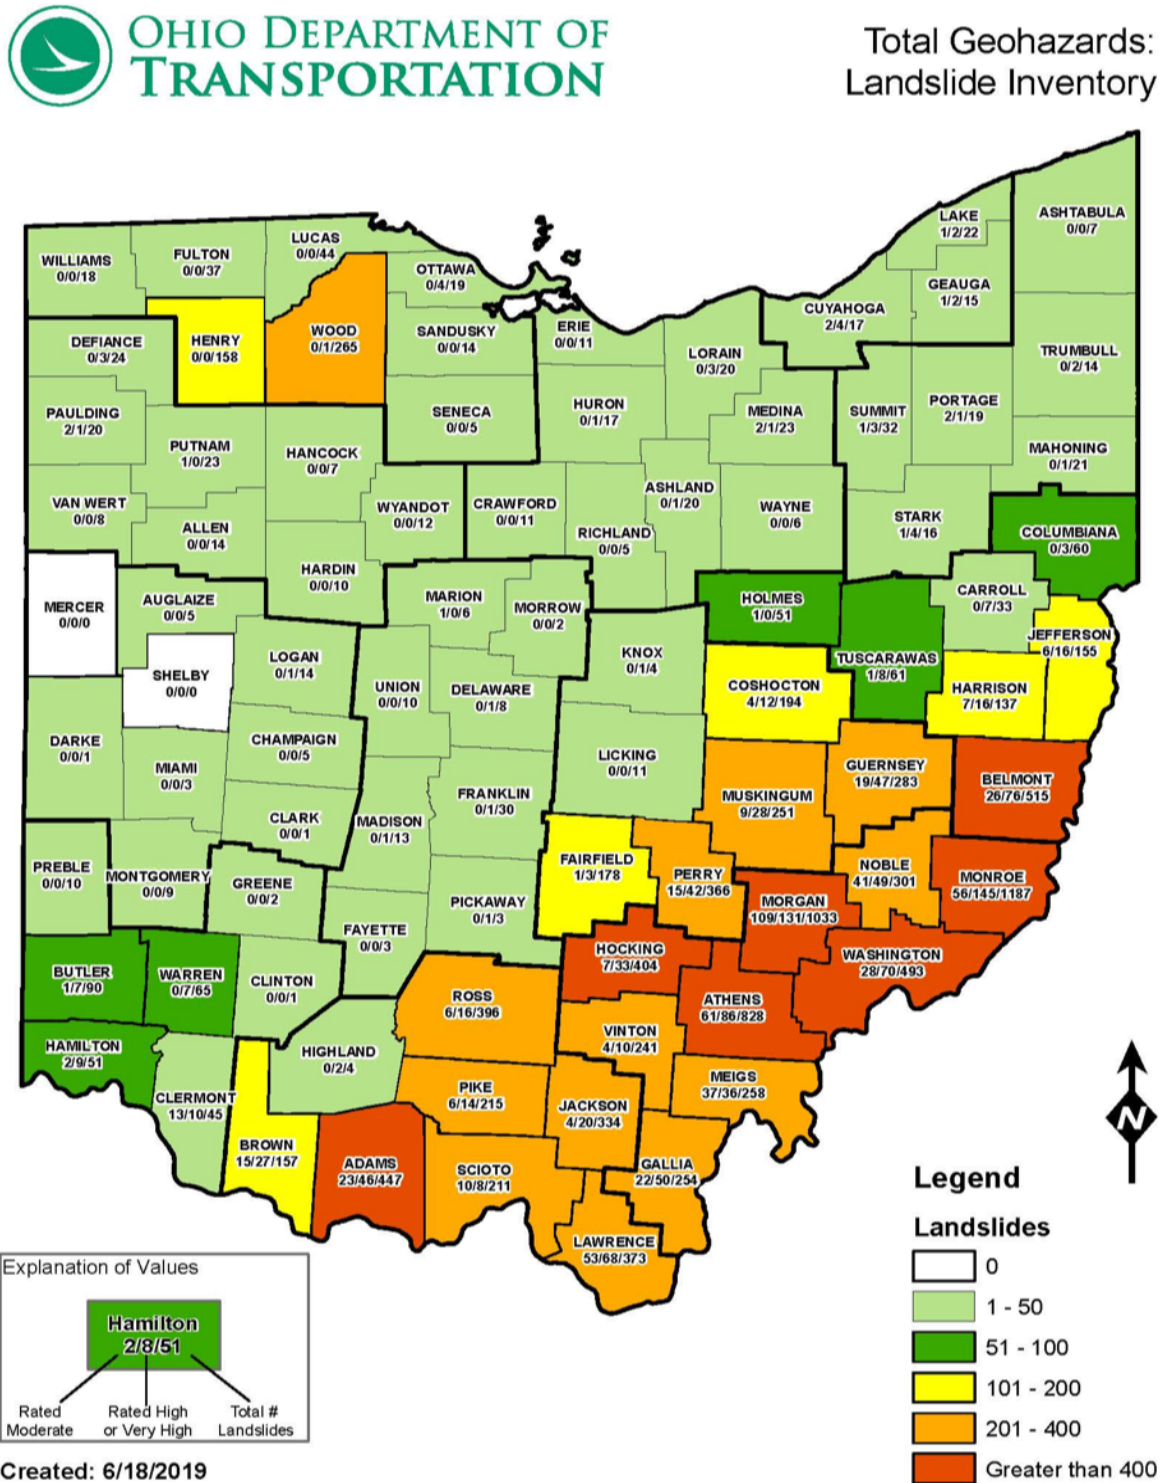 OHIO DEPARTMENT OF
TRANSPORTATION
Total Geohazards:
Landslide Inventory
WILLIAMS
0/0/18
FULTON
0/0/37
LUCAS
0/0/44
OTTAWA
0/4/19
LAKE
1/2/22
ASHTABULA
0/0/7
GEAUGA
1/2/15
CUYAHOGA
2/4/17
DEFIANCE
0/3/24
HENRY
0/0/158
WOOD
0/1/265
SANDUSKY
0/0/14
ERIE
0/0/11
LORAIN
0/3/20
TRUMBULL
0/2/14
PAULDING
2/1/20
PUTNAM
1/0/23
HANCOCK
0/0/7
SENECA
0/0/5
HURON
0/1/17
MEDINA
2/1/23
SUMMIT
1/3/32
PORTAGE
2/1/19
MAHONING
0/1/21
VAN WERT
0/0/8
ALLEN
0/0/14
WYANDOT
0/0/12
CRAWFORD
0/0/11
RICHLAND
0/0/5
ASHLAND
0/1/20
WAYNE
0/0/6
STARK
1/4/16
COLUMBIANA
0/3/60
MERCER
0/0/0
AUGLAIZE
0/0/5
HARDIN
0/0/10
MARION
1/0/6
MORROW
0/0/2
HOLMES
1/0/51
CARROLL
0/7/33
JEFFERSON
6/16/155
SHELBY
0/0/0
LOGAN
0/1/14
UNION
0/0/10
DELAWARE
0/1/8
KNOX
0/1/4
COSHOCTON
4/12/194
TUSCARAWAS
1/8/61
HARRISON
7/16/137
DARKE
0/0/1
MIAMI
0/0/3
CHAMPAIGN
0/0/5
LICKING
0/0/11
MUSKINGUM
9/28/251
GUERNSEY
19/47/283
BELMONT
26/76/515
CLARK
0/0/1
MADISON
0/1/13
FRANKLIN
0/1/30
PREBLE
0/0/10
MONTGOMERY
0/0/9
GREENE
0/0/2
FAYETTE
0/0/3
PICKAWAY
0/1/3
FAIRFIELD
1/3/178
PERRY
15/42/366
MORGAN
109/131/1033
NOBLE
41/49/301
MONROE
56/145/1187
BUTLER
1/7/90
WARREN
0/7/65
CLINTON
0/0/1
ROSS
6/16/396
HOCKING
7/33/404
ATHENS
61/86/828
WASHINGTON
28/70/493
HAMILTON
2/9/51
CLERMONT
13/10/45
HIGHLAND
0/2/4
VINTON
4/10/241
MEIGS
37/36/258
PIKE
6/14/215
JACKSON
4/20/334
BROWN
15/27/157
ADAMS
23/46/447
SCIOTO
10/8/211
GALLIA
22/50/254
LAWRENCE
53/68/373
N
Explanation of Values
Hamilton
2/8/51
Rated
Moderate
Rated High
or Very High
Total #
Landslides
Created: 6/18/2019
Legend
Landslides
0
1 - 50
51 - 100
101 - 200
201 - 400
Greater than 400